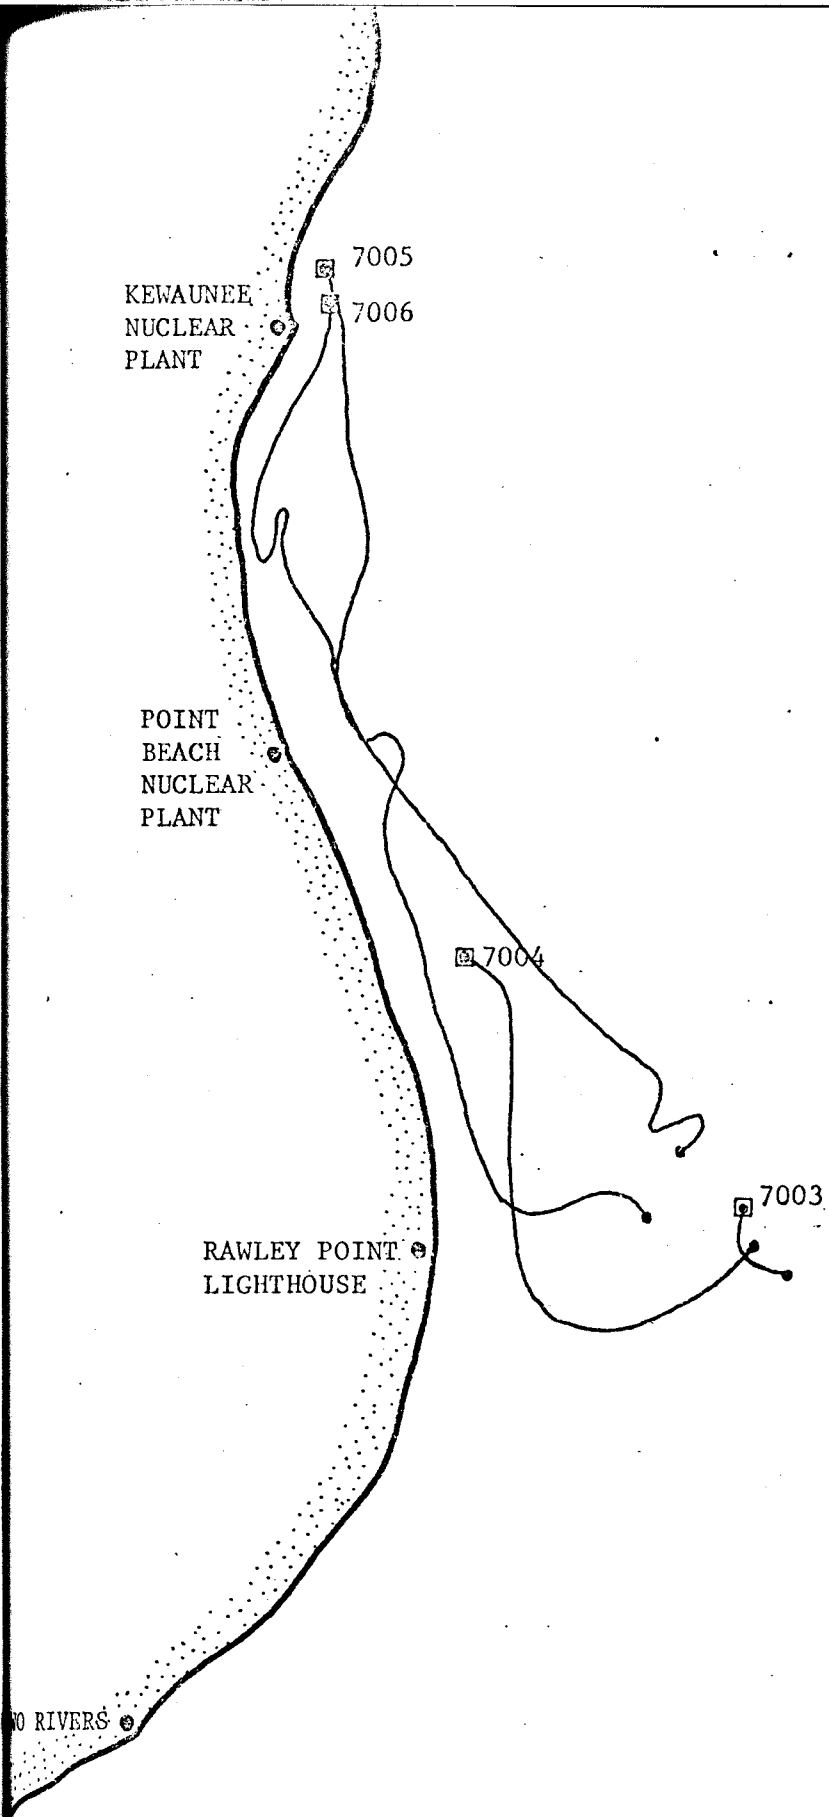 7005
KEWAUNEE
NUCLEAR
PLANT
7006
POINT
BEACH
NUCLEAR
PLANT
7004
7003
RAWLEY POINT
LIGHTHOUSE
RIVERS